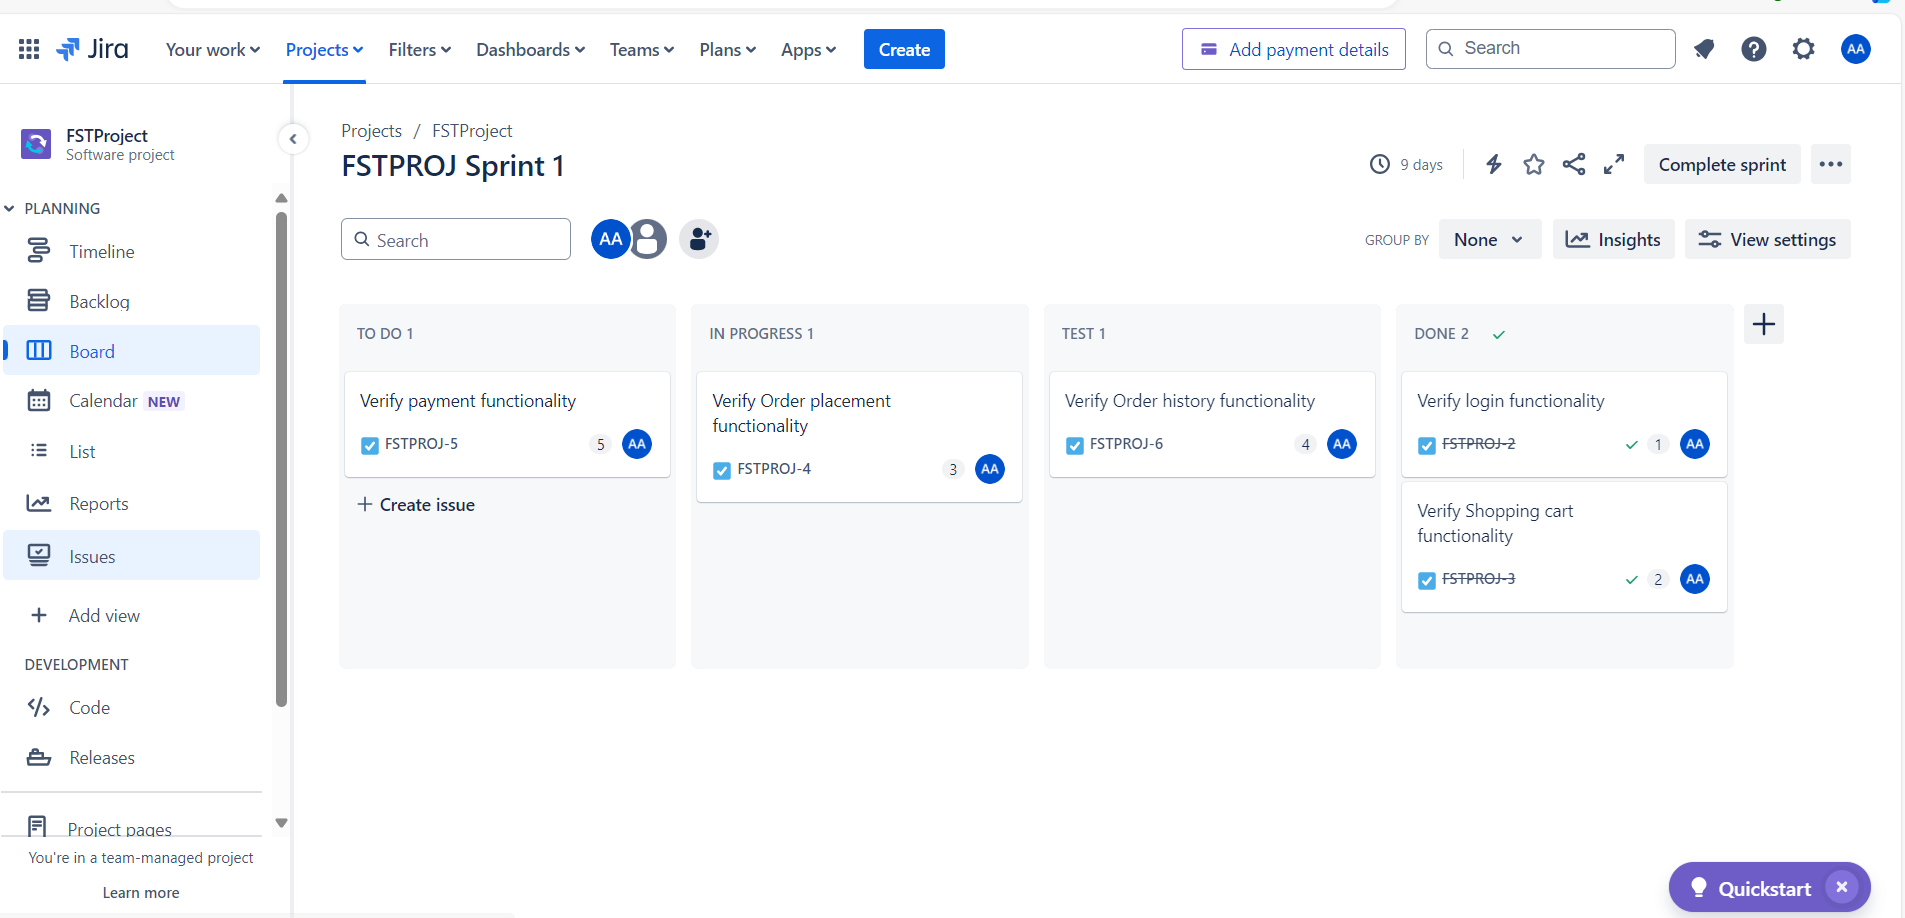 Jira
Your work
Projects
Filters
Dashboards
Teams
Plans
Apps
Create
Add payment details
Search
AA
FSTProject
Software project
PLANNING
Timeline
Backlog
Board
Calendar NEW
List
Reports
Issues
Add view
DEVELOPMENT
Code
Releases
Project pages
You're in a team-managed project
Learn more
Projects / FSTProject
FSTPROJ Sprint 1
9 days
Complete sprint
Search
AA
GROUP BY
None
Insights
View settings
TO DO 1
Verify payment functionality
FSTPROJ-5
5
AA
Create issue
IN PROGRESS 1
Verify Order placement
functionality
FSTPROJ-4
3
AA
TEST 1
Verify Order history functionality
FSTPROJ-6
4
AA
DONE 2
Verify login functionality
FSTPROJ-2
1
AA
Verify Shopping cart
functionality
FSTPROJ-3
2
AA
Quickstart